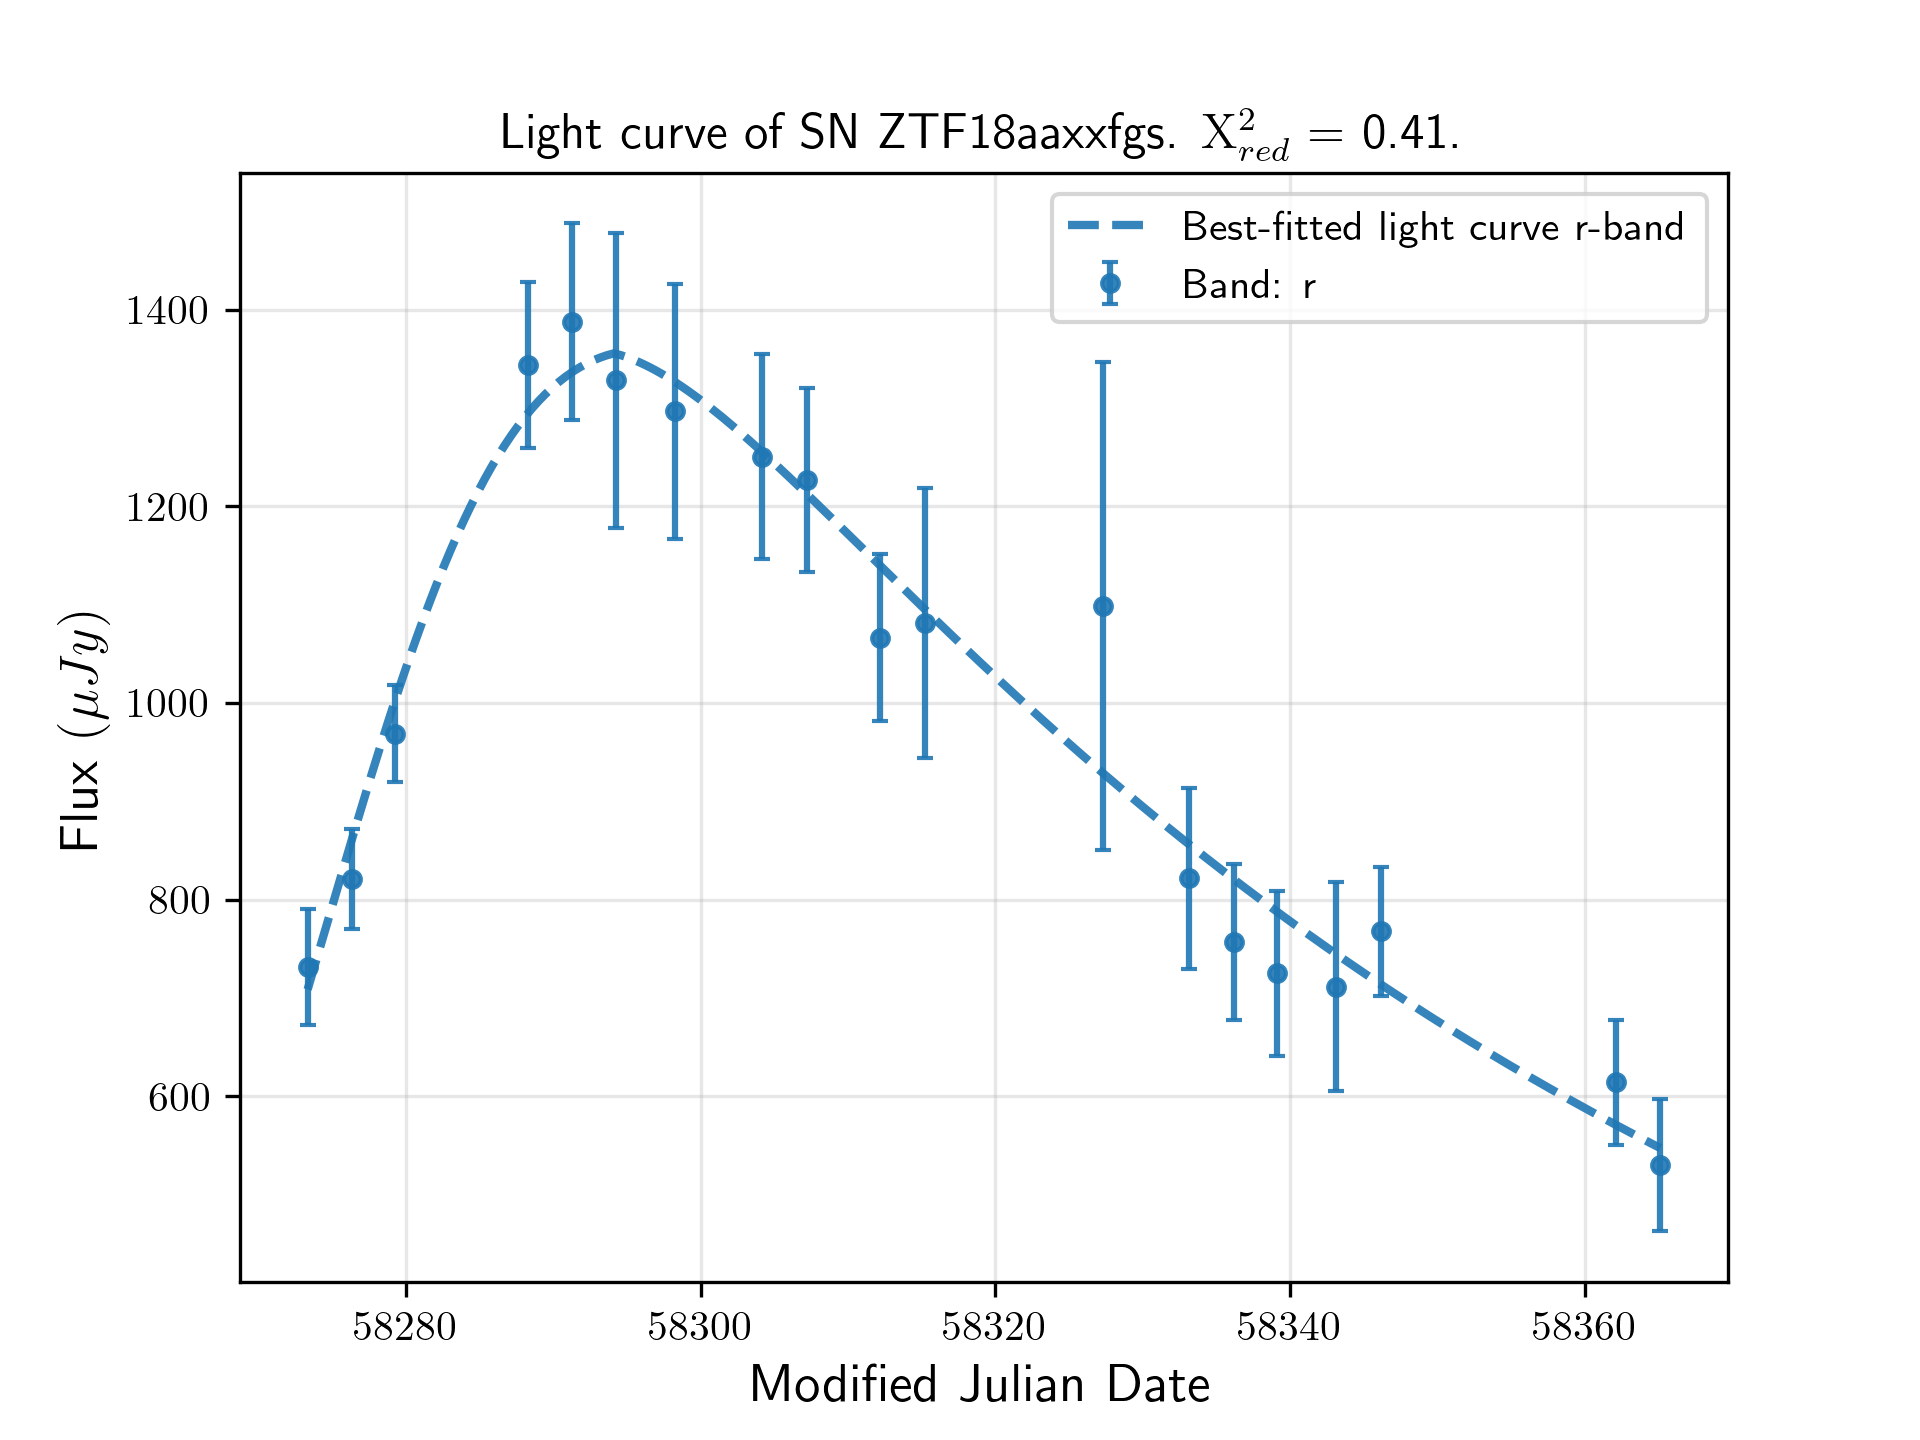 Light curve of SN ZTF18aaxxfgs. X²_red = 0.41.
Best-fitted light curve r-band
Band: r
Flux (μJy)
1400
1200
1000
800
600
58280 58300 58320 58340 58360
Modified Julian Date